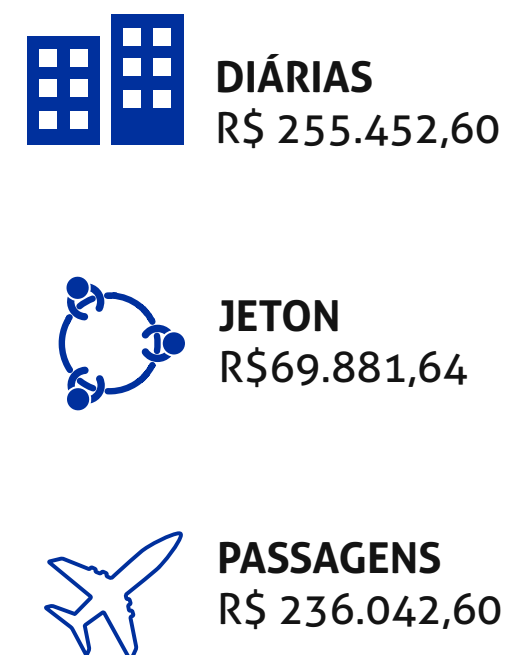 DIÁRIAS
R$ 255.452,60
JETON
R$69.881,64
PASSAGENS
R$ 236.042,60